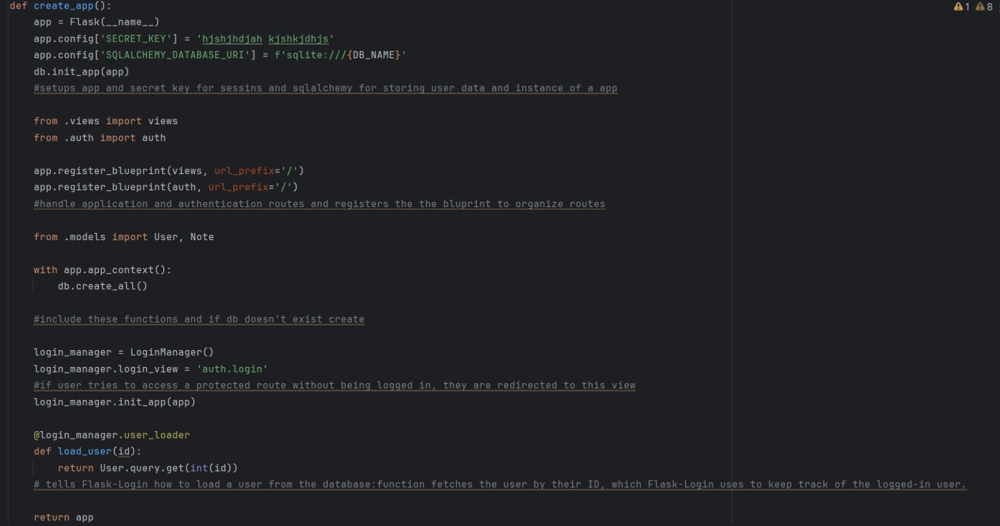 def create_app():
    app = Flask(__name__)
    app.config['SECRET_KEY'] = 'hjshjhdjah kjshkjdhjs'
    app.config['SQLALCHEMY_DATABASE_URI'] = f'sqlite:///{DB_NAME}'
    db.init_app(app)
    #setups app and secret key for sessins and sqlalchemy for storing user data and instance of a app

    from .views import views
    from .auth import auth

    app.register_blueprint(views, url_prefix='/')
    app.register_blueprint(auth, url_prefix='/')
    #handle application and authentication routes and registers the the bluprint to organize routes

    from .models import User, Note

    with app.app_context():
        db.create_all()

    #include these functions and if db doesn't exist create

    login_manager = LoginManager()
    login_manager.login_view = 'auth.login'
    #if user tries to access a protected route without being logged in, they are redirected to this view
    login_manager.init_app(app)

    @login_manager.user_loader
    def load_user(id):
        return User.query.get(int(id))
    # tells Flask-Login how to load a user from the database:function fetches the user by their ID, which Flask-Login uses to keep track of the logged-in user.

    return app
1 8